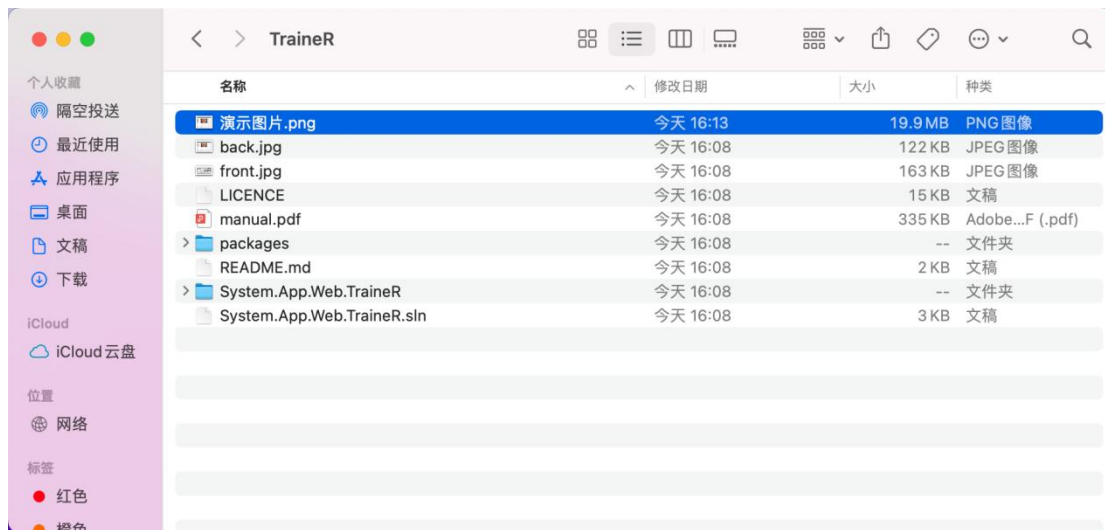 TraineR
个人收藏
隔空投送
最近使用
应用程序
桌面
文稿
下载
iCloud
iCloud云盘
位置
网络
标签
红色
橙色
名称 修改日期 大小 种类
演示图片.png 今天 16:13 19.9 MB PNG图像
back.jpg 今天 16:08 122 KB JPEG图像
front.jpg 今天 16:08 163 KB JPEG图像
LICENCE 今天 16:08 15 KB 文稿
manual.pdf 今天 16:08 335 KB Adobe...F (.pdf)
packages 今天 16:08 -- 文件夹
README.md 今天 16:08 2 KB 文稿
System.App.Web.TraineR 今天 16:08 -- 文件夹
System.App.Web.TraineR.sln 今天 16:08 3 KB 文稿